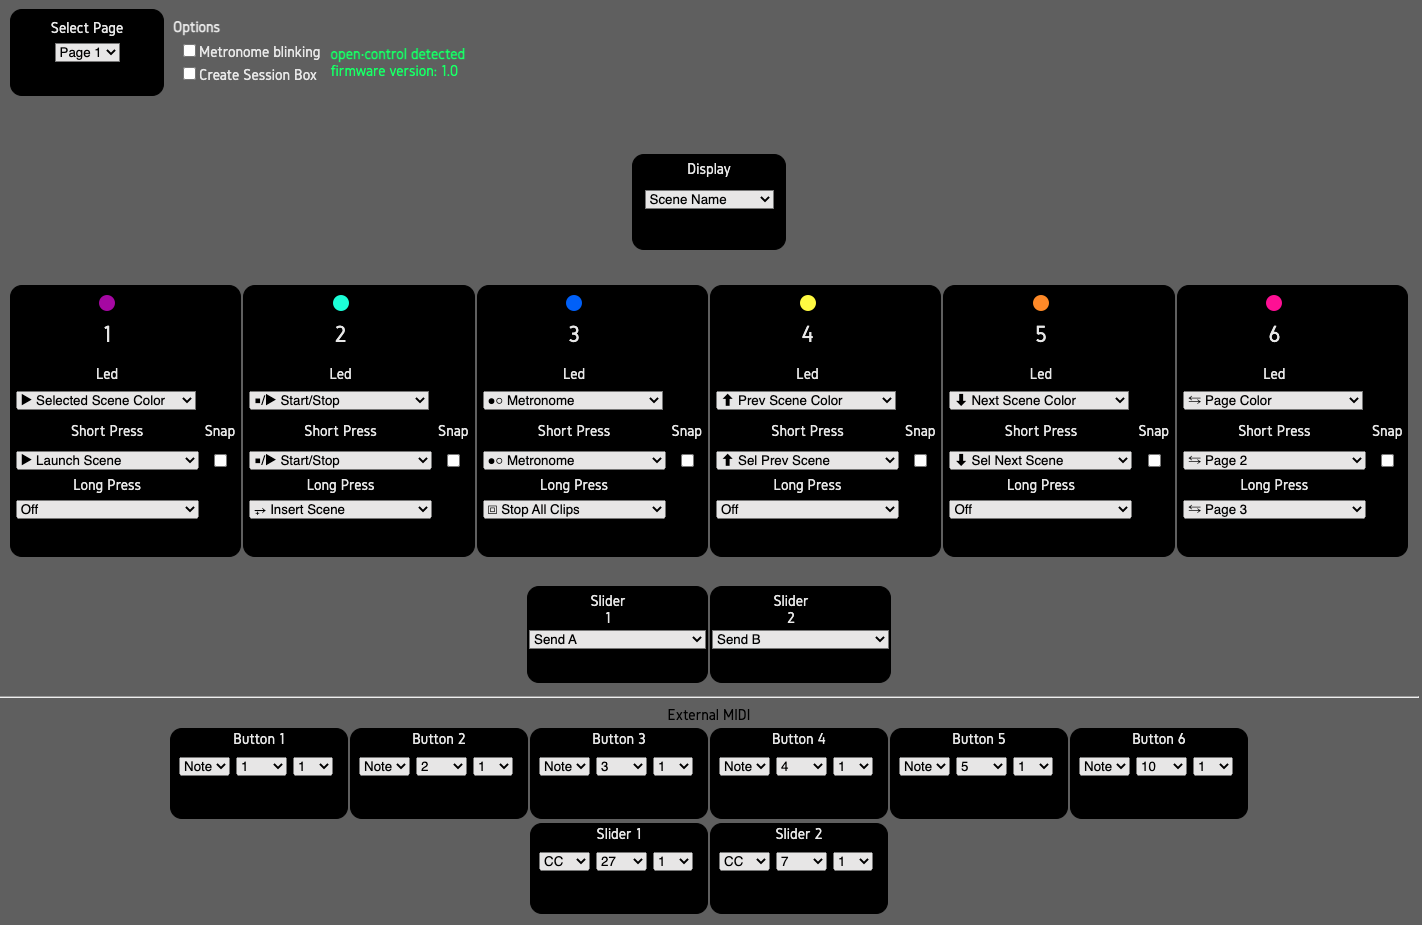 Select Page
Page 1
Options
Metronome blinking
Create Session Box
open-control detected
firmware version: 1.0
Display
Scene Name
1
2
3
4
5
6
Led
Led
Led
Led
Led
Led
▶ Selected Scene Color
▪/▶ Start/Stop
●○ Metronome
⬆ Prev Scene Color
⬇ Next Scene Color
⇆ Page Color
Short Press Snap
Short Press Snap
Short Press Snap
Short Press Snap
Short Press Snap
Short Press Snap
▶ Launch Scene
▪/▶ Start/Stop
●○ Metronome
⬆ Sel Prev Scene
⬇ Sel Next Scene
⇆ Page 2
Long Press
Long Press
Long Press
Long Press
Long Press
Long Press
Off
⥅ Insert Scene
⧈ Stop All Clips
Off
Off
⇆ Page 3
Slider
1
Slider
2
Send A
Send B
External MIDI
Button 1
Button 2
Button 3
Button 4
Button 5
Button 6
Note 1 1
Note 2 1
Note 3 1
Note 4 1
Note 5 1
Note 10 1
Slider 1
Slider 2
CC 27 1
CC 7 1